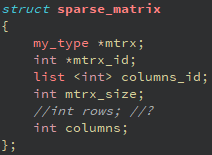 struct sparse_matrix
{
my_type *mtrx;
int *mtrx_id;
list <int> columns_id;
int mtrx_size;
//int rows; //?
int columns;
};